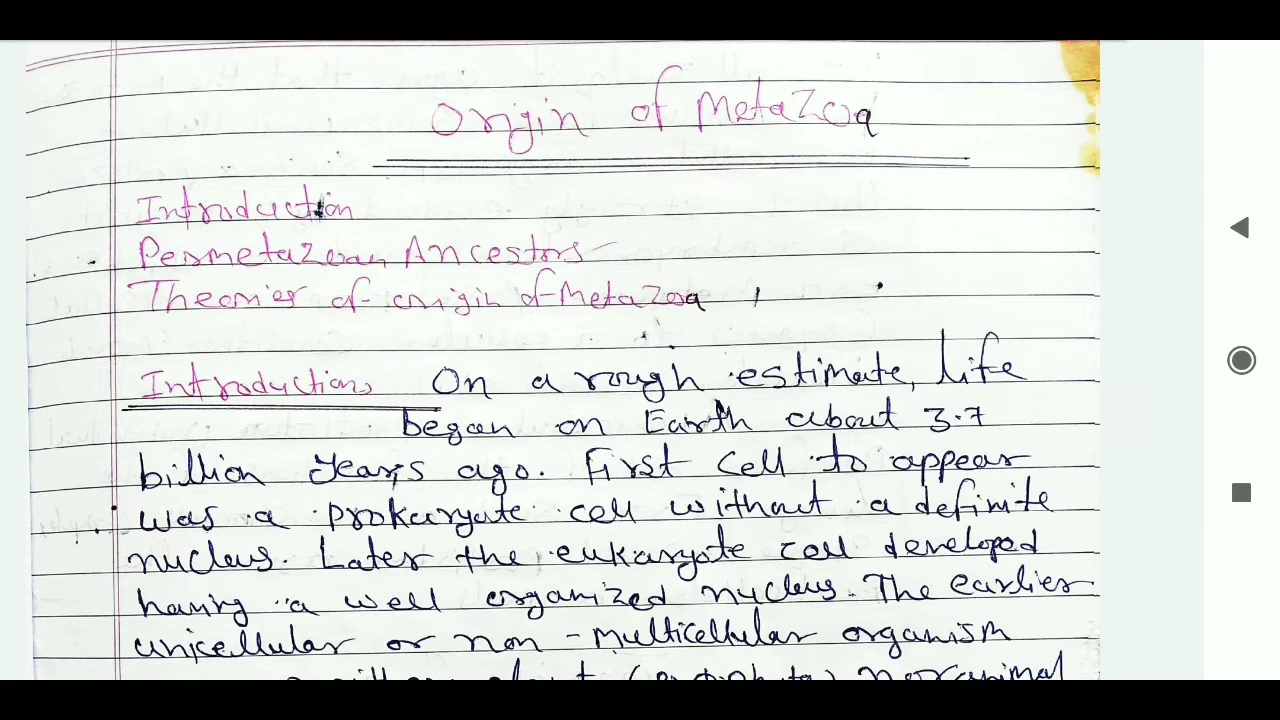 Origin of Metazoa
Introduction
Permetazoan Ancestors
Theories of origin of Metazoa
Introduction On a rough estimate, life
began on Earth about 3.7
billion years ago. First cell to appear
was a prokaryote cell without a definite
nucleus. Later the eukaryote cell developed
having a well organized nucleus. The earlier
unicellular or non-multicellular organism